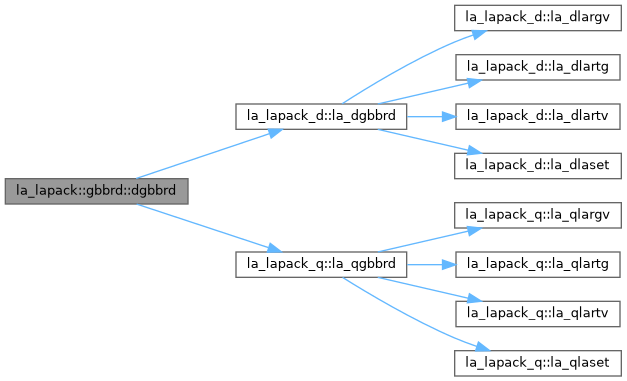 la_lapack::gbbrd::dgbbrd
la_lapack_d::la_dgbbrd
la_lapack_d::la_dlargv
la_lapack_d::la_dlartg
la_lapack_d::la_dlartv
la_lapack_d::la_dlaset
la_lapack_q::la_qgbbrd
la_lapack_q::la_qlargv
la_lapack_q::la_qlartg
la_lapack_q::la_qlartv
la_lapack_q::la_qlaset